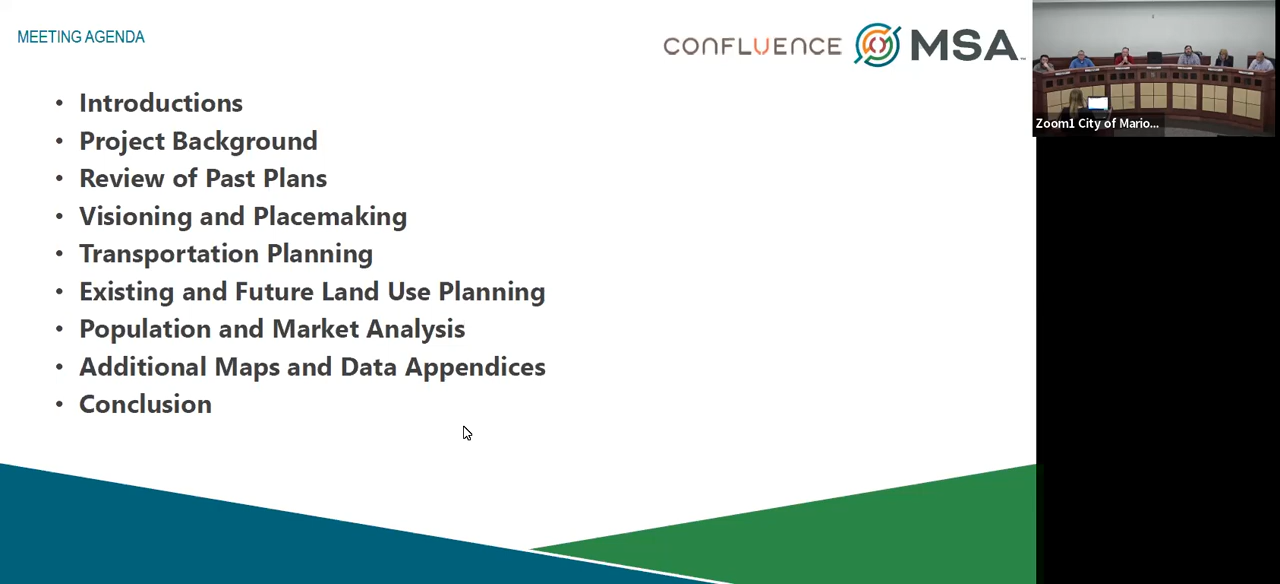 MEETING AGENDA
CONFLUENCE MSA
• Introductions
• Project Background
• Review of Past Plans
• Visioning and Placemaking
• Transportation Planning
• Existing and Future Land Use Planning
• Population and Market Analysis
• Additional Maps and Data Appendices
• Conclusion
Zoom1 City of Mario...